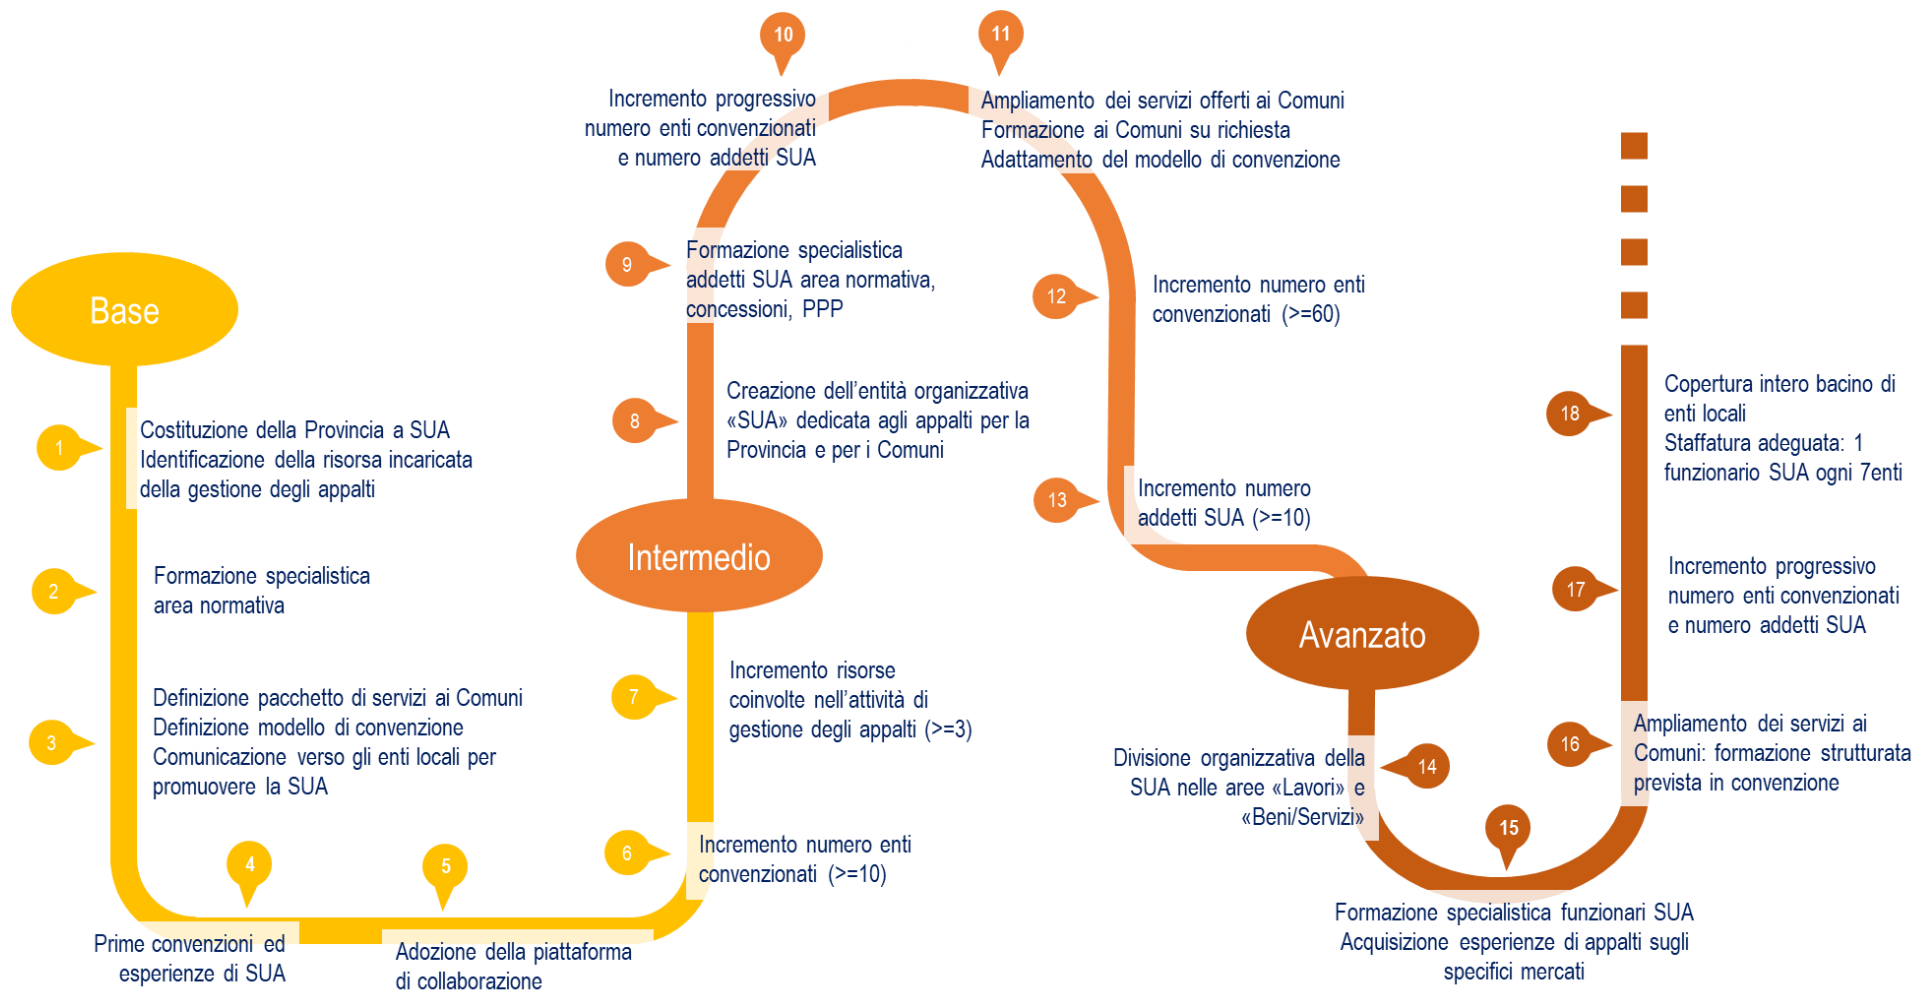 Base
1
Costituzione della Provincia a SUA
Identificazione della risorsa incaricata
della gestione degli appalti
2
Formazione specialistica
area normativa
3
Definizione pacchetto di servizi ai Comuni
Definizione modello di convenzione
Comunicazione verso gli enti locali per
promuovere la SUA
4
Prime convenzioni ed
esperienze di SUA
5
Adozione della piattaforma
di collaborazione
6
Incremento numero enti
convenzionati (>=10)
7
Incremento risorse
coinvolte nell’attività di
gestione degli appalti (>=3)
Intermedio
8
Creazione dell’entità organizzativa
«SUA» dedicata agli appalti per la
Provincia e per i Comuni
9
Formazione specialistica
addetti SUA area normativa,
concessioni, PPP
10
Incremento progressivo
numero enti convenzionati
e numero addetti SUA
11
Ampliamento dei servizi offerti ai Comuni
Formazione ai Comuni su richiesta
Adattamento del modello di convenzione
12
Incremento numero enti
convenzionati (>=60)
13
Incremento numero
addetti SUA (>=10)
Avanzato
14
Divisione organizzativa della
SUA nelle aree «Lavori» e
«Beni/Servizi»
15
Formazione specialistica funzionari SUA
Acquisizione esperienze di appalti sugli
specifici mercati
16
Ampliamento dei servizi ai
Comuni: formazione strutturata
prevista in convenzione
17
Incremento progressivo
numero enti convenzionati
e numero addetti SUA
18
Copertura intero bacino di
enti locali
Staffatura adeguata: 1
funzionario SUA ogni 7enti